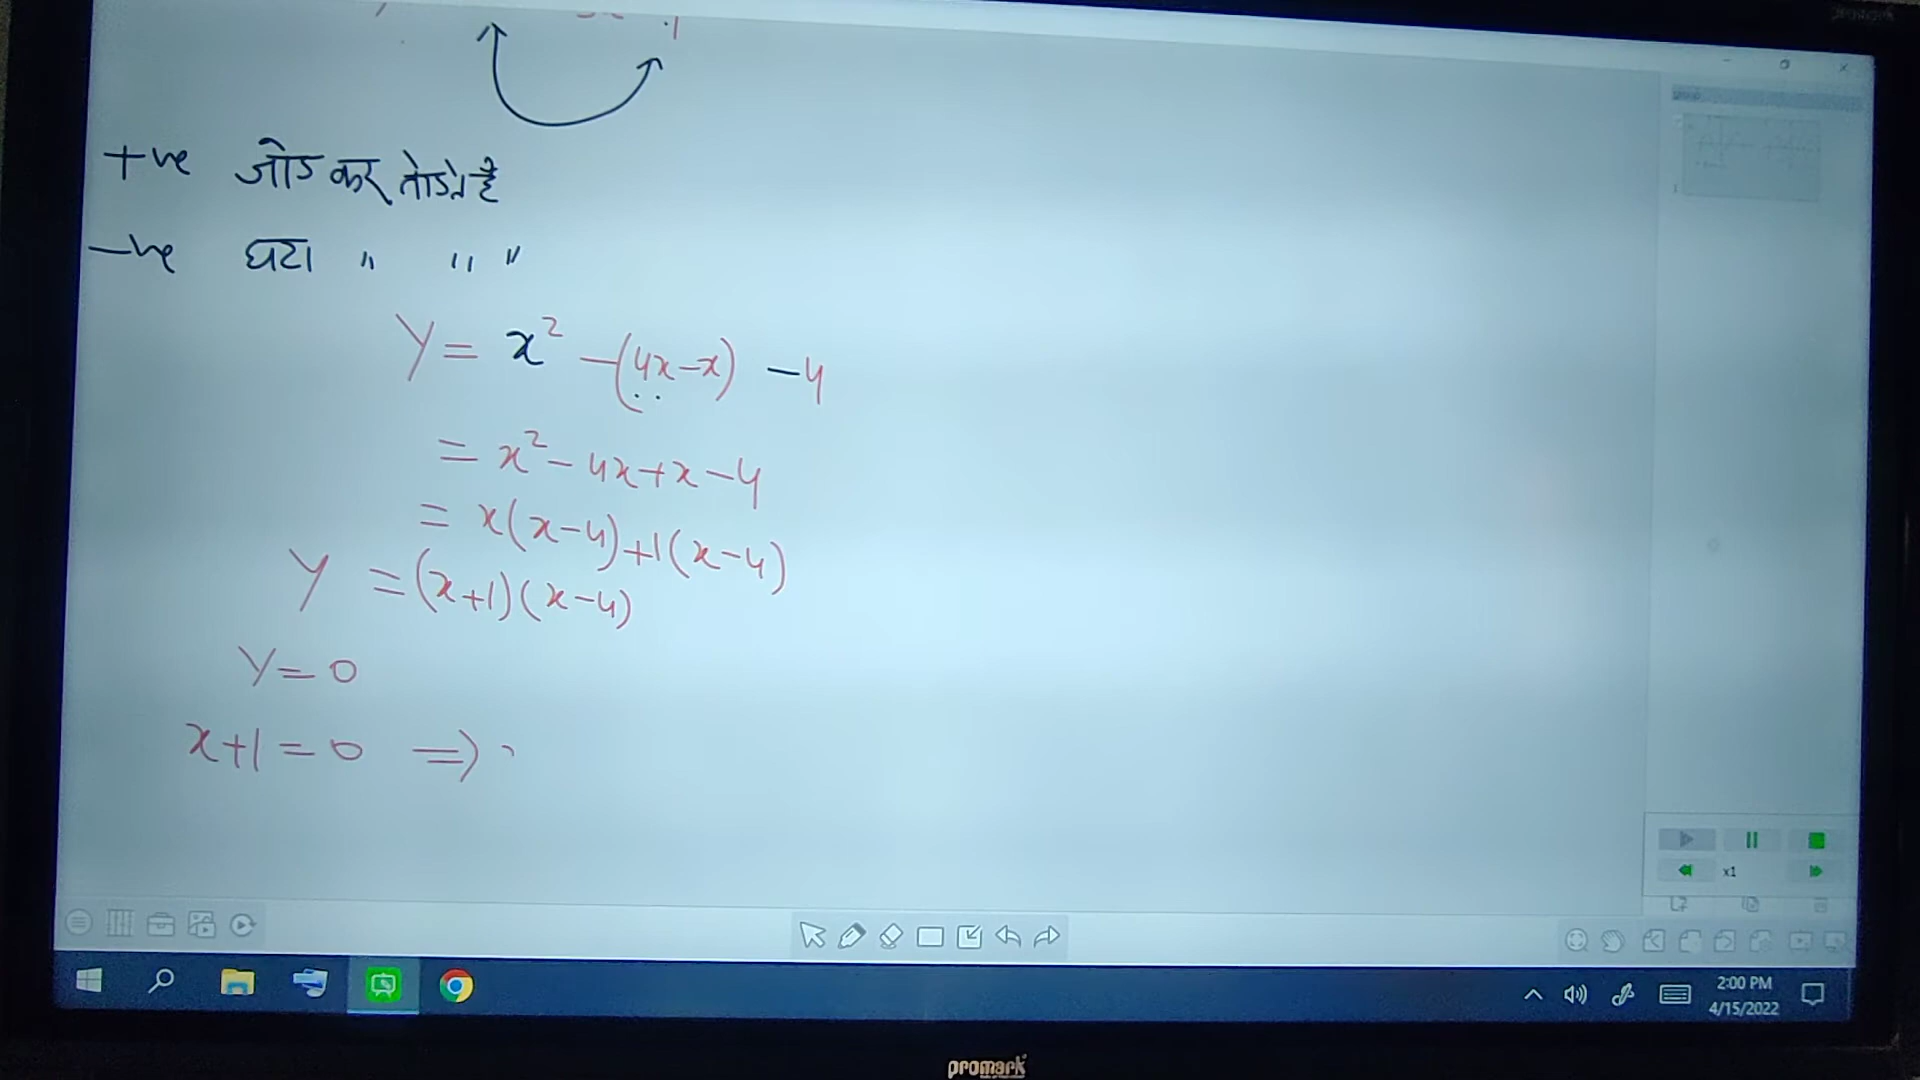 +ve जोड कर तोडते है
-ve घटा " " "
Y = x² -(4x-x) -4
= x² - 4x+x-4
= x(x-4)+1(x-4)
Y = (x+1)(x-4)
Y = 0
x+1 = 0 ⇒
x1
2:00 PM
4/15/2022
promark